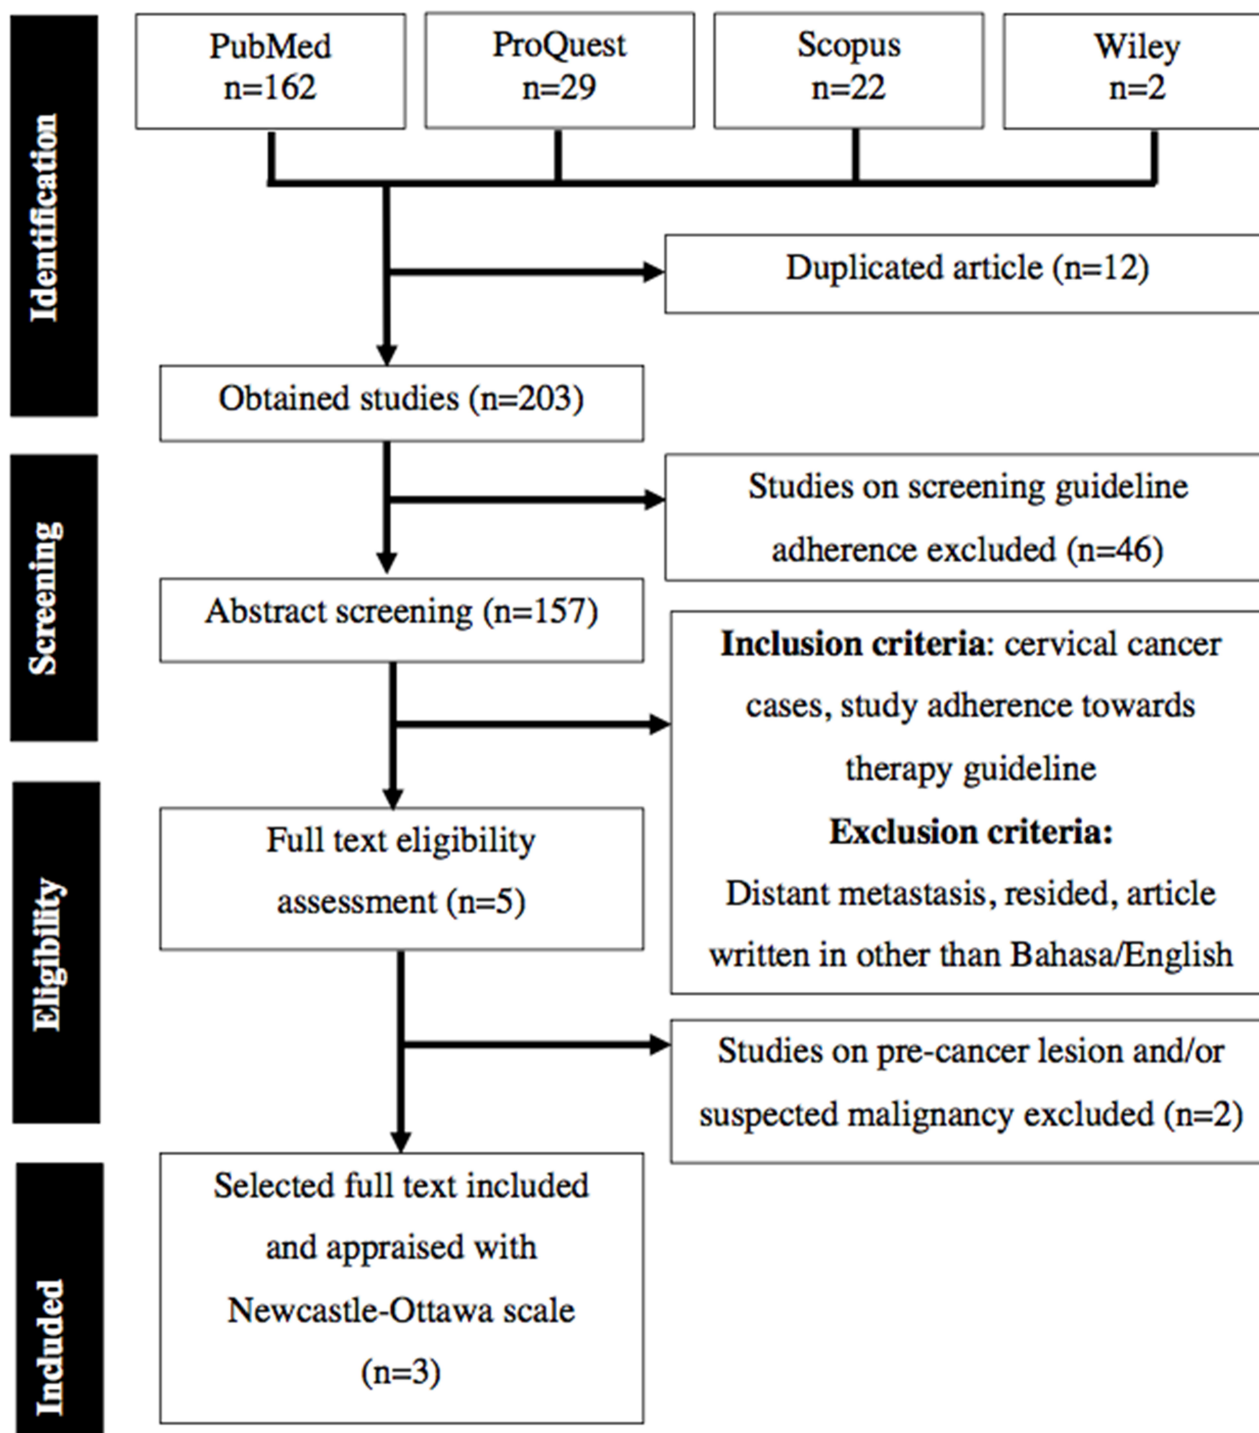 Identification
PubMed
n=162
ProQuest
n=29
Scopus
n=22
Wiley
n=2
Duplicated article (n=12)
Obtained studies (n=203)
Screening
Studies on screening guideline
adherence excluded (n=46)
Abstract screening (n=157)
Inclusion criteria: cervical cancer
cases, study adherence towards
therapy guideline
Exclusion criteria:
Distant metastasis, resided, article
written in other than Bahasa/English
Eligibility
Full text eligibility
assessment (n=5)
Studies on pre-cancer lesion and/or
suspected malignancy excluded (n=2)
Included
Selected full text included
and appraised with
Newcastle-Ottawa scale
(n=3)